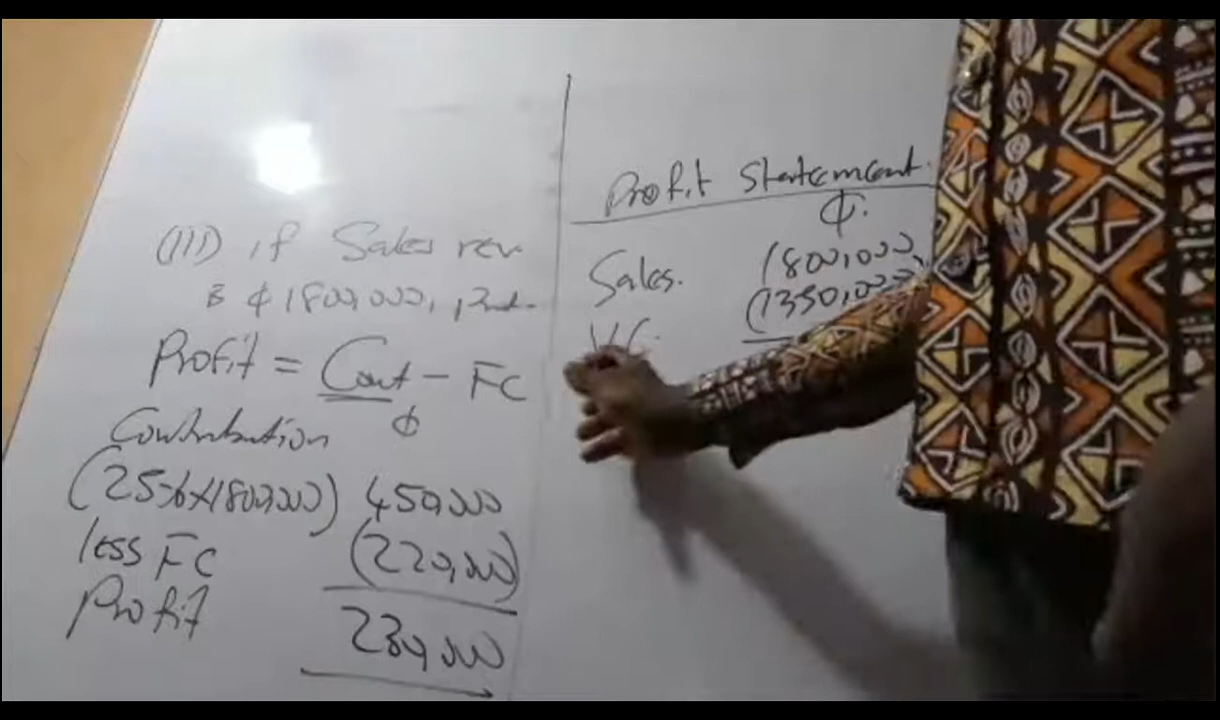 (III) if Sales rev
is ₵1800,000, prof.
Profit = Cont - FC
Contribution ₵
(25%x1800,000) 450,000
less FC (220,000)
Profit 230,000
Profit Statement.
₵.
Sales. 1800,000
V.C. (1350,000)